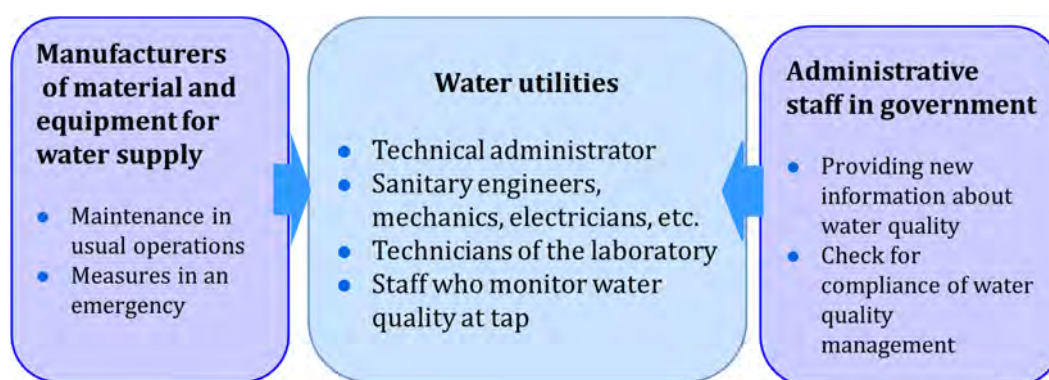 Manufacturers
of material and
equipment for
water supply
● Maintenance in
usual operations
● Measures in an
emergency
Water utilities
● Technical administrator
● Sanitary engineers,
mechanics, electricians, etc.
● Technicians of the laboratory
● Staff who monitor water
quality at tap
Administrative
staff in government
● Providing new
information about
water quality
● Check for
compliance of water
quality
management